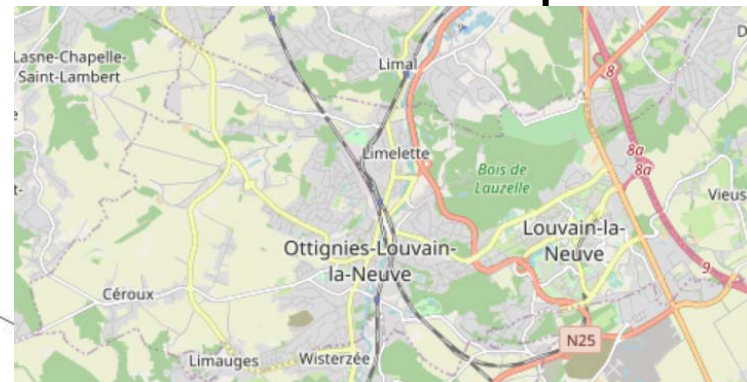 Lasne-Chapelle-
Saint-Lambert
Limal
8
Limelette
8a
8a
Bois de
Lauzelle
Vieus
Louvain-la-
Neuve
Ottignies-Louvain-
la-Neuve
9
Céroux
N25
Limauges
Wisterzée